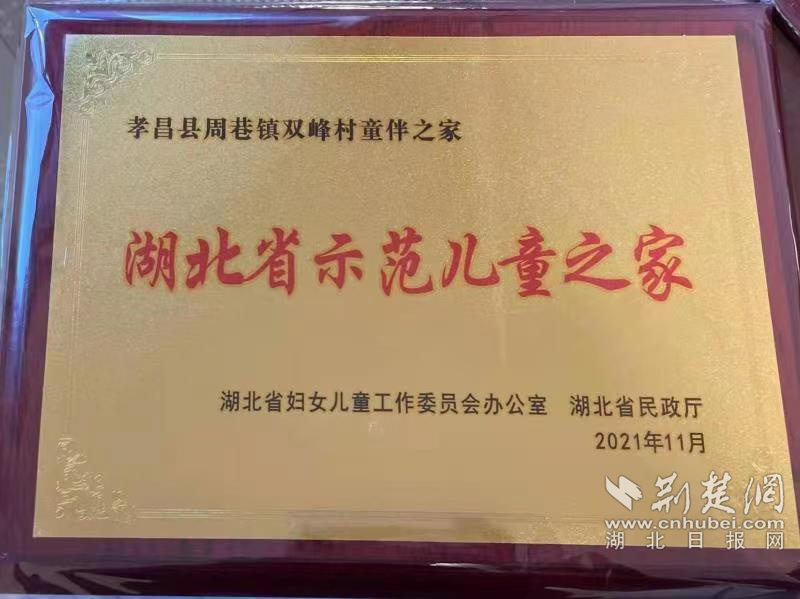 孝昌县周巷镇双峰村童伴之家
湖北省示范儿童之家
湖北省妇女儿童工作委员会办公室 湖北省民政厅
2021年11月
荆楚网
www.cnhubei.com
湖北日报网